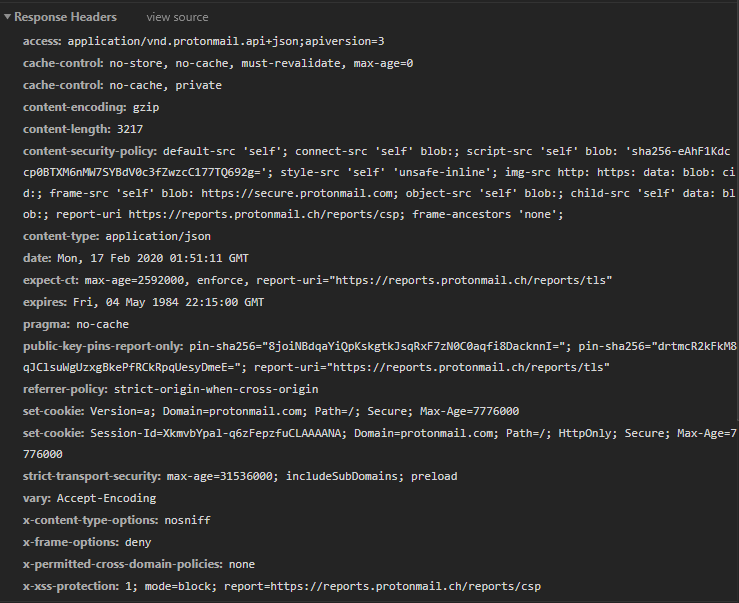 Response Headers view source
access: application/vnd.protonmail.api+json;apiversion=3
cache-control: no-store, no-cache, must-revalidate, max-age=0
cache-control: no-cache, private
content-encoding: gzip
content-length: 3217
content-security-policy: default-src 'self'; connect-src 'self' blob:; script-src 'self' blob: 'sha256-eAhF1Kdc
cp0BTXM6nMW7SYBdV0c3fZwzcC177TQ692g='; style-src 'self' 'unsafe-inline'; img-src http: https: data: blob: ci
d:; frame-src 'self' blob: https://secure.protonmail.com; object-src 'self' blob:; child-src 'self' data: bl
ob:; report-uri https://reports.protonmail.ch/reports/csp; frame-ancestors 'none';
content-type: application/json
date: Mon, 17 Feb 2020 01:51:11 GMT
expect-ct: max-age=2592000, enforce, report-uri="https://reports.protonmail.ch/reports/tls"
expires: Fri, 04 May 1984 22:15:00 GMT
pragma: no-cache
public-key-pins-report-only: pin-sha256="8joiNBdqaYiQpKskgtkJsqRxF7zN0C0aqfi8DacknnI="; pin-sha256="drtmcR2kFkM8
qJClsuWgUzxgBkePfRCkRpqUesyDmeE="; report-uri="https://reports.protonmail.ch/reports/tls"
referrer-policy: strict-origin-when-cross-origin
set-cookie: Version=a; Domain=protonmail.com; Path=/; Secure; Max-Age=7776000
set-cookie: Session-Id=XkmvbYpal-q6zFepzfuCLAAAANA; Domain=protonmail.com; Path=/; HttpOnly; Secure; Max-Age=7
776000
strict-transport-security: max-age=31536000; includeSubDomains; preload
vary: Accept-Encoding
x-content-type-options: nosniff
x-frame-options: deny
x-permitted-cross-domain-policies: none
x-xss-protection: 1; mode=block; report=https://reports.protonmail.ch/reports/csp